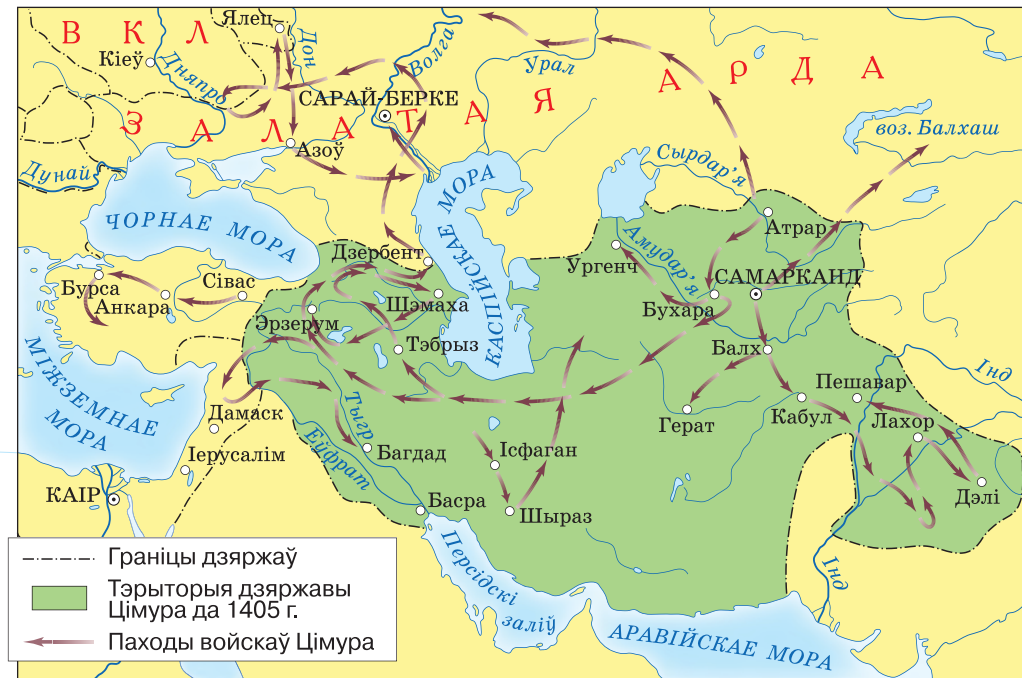 В К Л
Ялец
Кіеў
Дняпро
Дон
Волга
Урал
САРАЙ-БЕРКЕ
З А Л А Т А Я А Р Д А
воз. Балхаш
Азоў
Дунай
Сырдар'я
КАСПІЙСКАЕ МОРА
ЧОРНАЕ МОРА
Атрар
Дзербент
Ургенч
Амудар'я
САМАРКАНД
Бурса
Анкара
Сівас
Шэмаха
Бухара
Эрзерум
Тэбрыз
Балх
МІЖЗЕМНАЕ
МОРА
Пешавар
Інд
Дамаск
Тыгр
Герат
Кабул
Лахор
Іерусалім
Еўфрат
Багдад
Ісфаган
КАІР
Басра
Шыраз
Дэлі
Персідскі
заліў
Інд
АРАВІЙСКАЕ МОРА
Граніцы дзяржаў
Тэрыторыя дзяржавы
Цімура да 1405 г.
Паходы войскаў Цімура